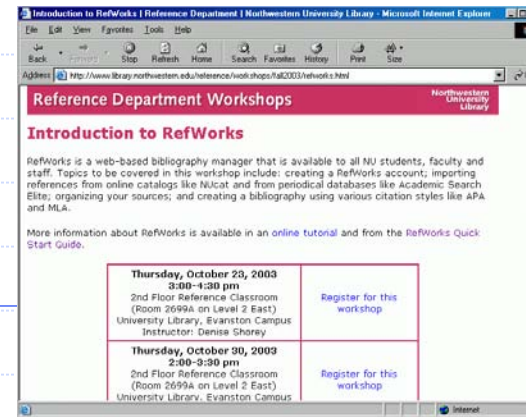 Introduction to RefWorks | Reference Department | Northwestern University Library - Microsoft Internet Explorer
File Edit View Favorites Tools Help
Back Forward Stop Refresh Home Search Favorites History Print Size
Address http://www.library.northwestern.edu/reference/workshops/fall2003/refworks.html
Reference Department Workshops
Northwestern
University
Library
Introduction to RefWorks
RefWorks is a web-based bibliography manager that is available to all NU students, faculty and
staff. Topics to be covered in this workshop include: creating a RefWorks account; importing
references from online catalogs like NUcat and from periodical databases like Academic Search
Elite; organizing your sources; and creating a bibliography using various citation styles like APA
and MLA.
More information about RefWorks is available in an online tutorial and from the RefWorks Quick
Start Guide.
Thursday, October 23, 2003
3:00-4:30 pm
2nd Floor Reference Classroom
(Room 2699A on Level 2 East)
University Library, Evanston Campus
Instructor: Denise Shorey
Register for this
workshop
Thursday, October 30, 2003
2:00-3:30 pm
2nd Floor Reference Classroom
(Room 2699A on Level 2 East)
University Library, Evanston Campus
Register for this
workshop
Internet